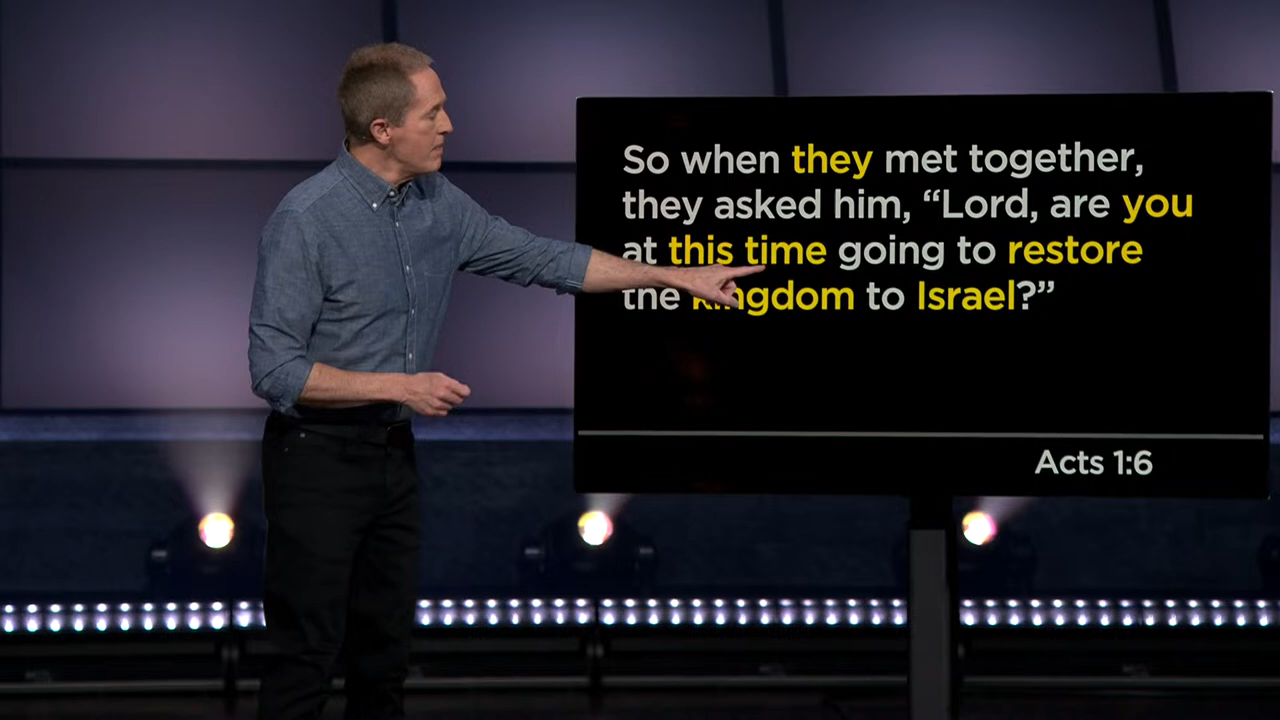 So when they met together,
they asked him, “Lord, are you
at this time going to restore
the kingdom to Israel?”
Acts 1:6